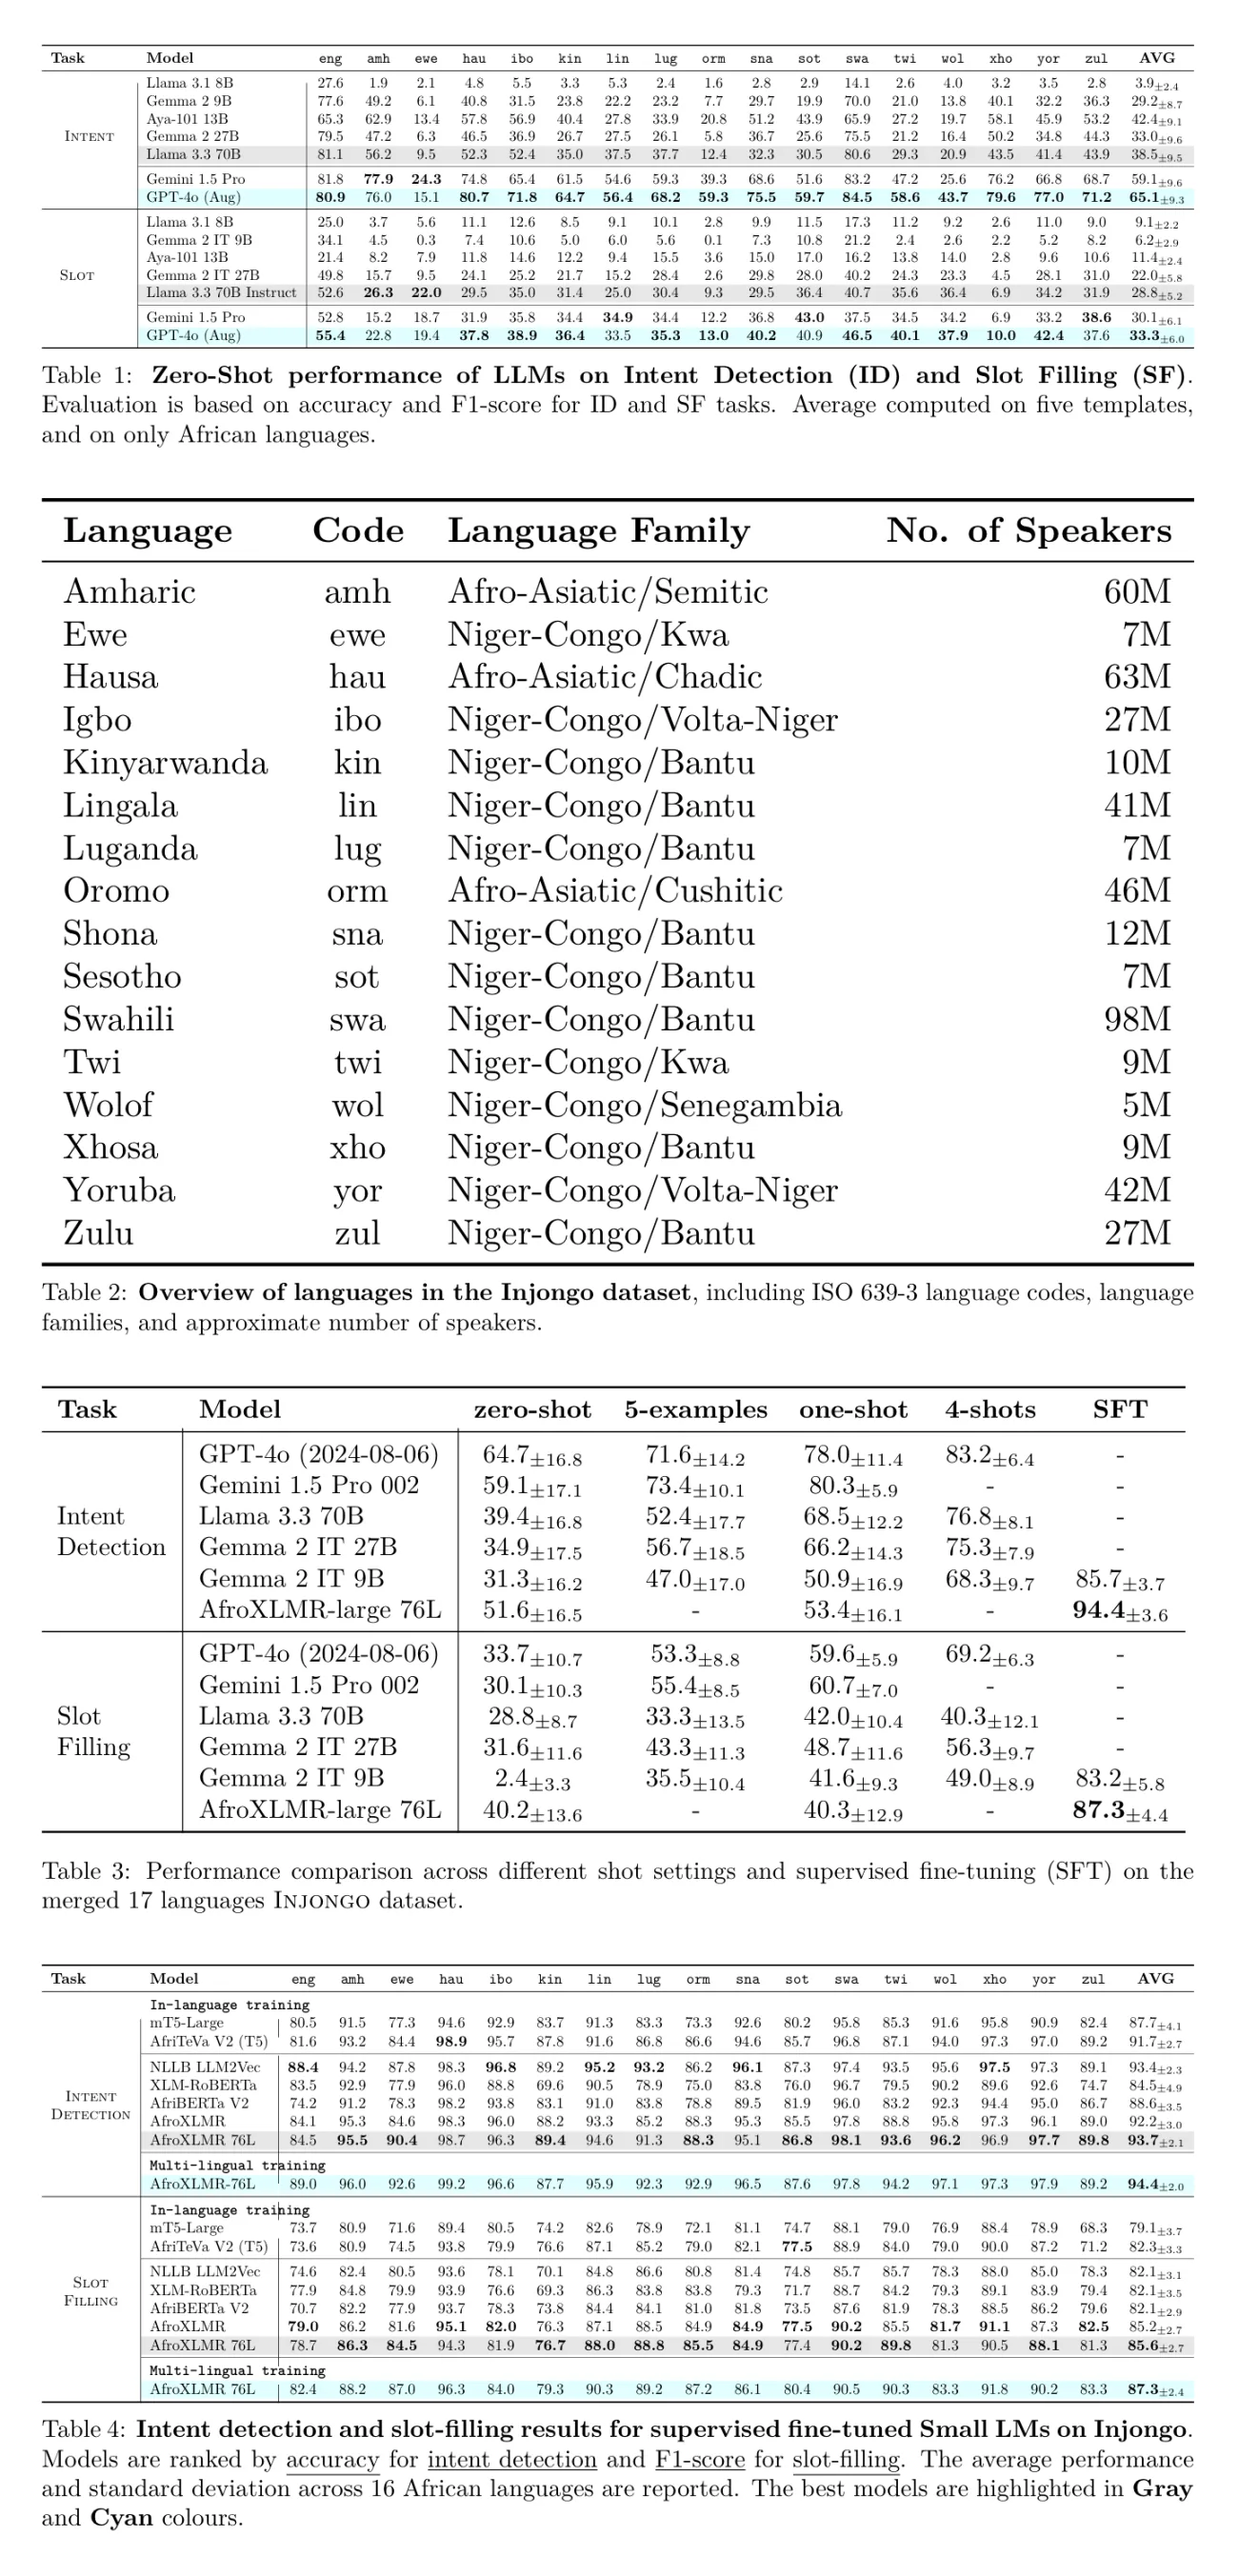 Task Model eng amh ewe hau ibo kin lin lug orm sna sot swa twi wol xho yor zul AVG
Llama 3.1 8B 27.6 1.9 2.1 4.8 5.5 3.3 5.3 2.4 1.6 2.8 2.9 14.1 2.6 4.0 3.2 3.5 2.8 3.9±2.4
Gemma 2 9B 77.6 49.2 6.1 40.8 31.5 23.8 22.2 23.2 7.7 29.7 19.9 70.0 21.0 13.8 40.1 32.2 36.3 29.2±8.7
Aya-101 13B 65.3 62.9 13.4 57.8 56.9 40.4 27.8 33.9 20.8 51.2 43.9 65.9 27.2 19.7 58.1 45.9 53.2 42.4±9.1
INTENT Gemma 2 27B 79.5 47.2 6.3 46.5 36.9 26.7 27.5 26.1 5.8 36.7 25.6 75.5 21.2 16.4 50.2 34.8 44.3 33.0±9.6
Llama 3.3 70B 81.1 56.2 9.5 52.3 52.4 35.0 37.5 37.7 12.4 32.3 30.5 80.6 29.3 20.9 43.5 41.4 43.9 38.5±9.5
Gemini 1.5 Pro 81.8 77.9 24.3 74.8 65.4 61.5 54.6 59.3 39.3 68.6 51.6 83.2 47.2 25.6 76.2 66.8 68.7 59.1±9.6
GPT-4o (Aug) 80.9 76.0 15.1 80.7 71.8 64.7 56.4 68.2 59.3 75.5 59.7 84.5 58.6 43.7 79.6 77.0 71.2 65.1±9.3
Llama 3.1 8B 25.0 3.7 5.6 11.1 12.6 8.5 9.1 10.1 2.8 9.9 11.5 17.3 11.2 9.2 2.6 11.0 9.0 9.1±2.2
Gemma 2 IT 9B 34.1 4.5 0.3 7.4 10.6 5.0 6.0 5.6 0.1 7.3 10.8 21.2 2.4 2.6 2.2 5.2 8.2 6.2±2.9
Aya-101 13B 21.4 8.2 7.9 11.8 14.6 12.2 9.4 15.5 3.6 15.0 17.0 16.2 13.8 14.0 2.8 9.6 10.6 11.4±2.4
SLOT Gemma 2 IT 27B 49.8 15.7 9.5 24.1 25.2 21.7 15.2 28.4 2.6 29.8 28.0 40.2 24.3 23.3 4.5 28.1 31.0 22.0±5.8
Llama 3.3 70B Instruct 52.6 26.3 22.0 29.5 35.0 31.4 25.0 30.4 9.3 29.5 36.4 40.7 35.6 36.4 6.9 34.2 31.9 28.8±5.2
Gemini 1.5 Pro 52.8 15.2 18.7 31.9 35.8 34.4 34.9 34.4 12.2 36.8 43.0 37.5 34.5 34.2 6.9 33.2 38.6 30.1±6.1
GPT-4o (Aug) 55.4 22.8 19.4 37.8 38.9 36.4 33.5 35.3 13.0 40.2 40.9 46.5 40.1 37.9 10.0 42.4 37.6 33.3±6.0
Table 1: Zero-Shot performance of LLMs on Intent Detection (ID) and Slot Filling (SF).
Evaluation is based on accuracy and F1-score for ID and SF tasks. Average computed on five templates,
and on only African languages.
Language Code Language Family No. of Speakers
Amharic amh Afro-Asiatic/Semitic 60M
Ewe ewe Niger-Congo/Kwa 7M
Hausa hau Afro-Asiatic/Chadic 63M
Igbo ibo Niger-Congo/Volta-Niger 27M
Kinyarwanda kin Niger-Congo/Bantu 10M
Lingala lin Niger-Congo/Bantu 41M
Luganda lug Niger-Congo/Bantu 7M
Oromo orm Afro-Asiatic/Cushitic 46M
Shona sna Niger-Congo/Bantu 12M
Sesotho sot Niger-Congo/Bantu 7M
Swahili swa Niger-Congo/Bantu 98M
Twi twi Niger-Congo/Kwa 9M
Wolof wol Niger-Congo/Senegambia 5M
Xhosa xho Niger-Congo/Bantu 9M
Yoruba yor Niger-Congo/Volta-Niger 42M
Zulu zul Niger-Congo/Bantu 27M
Table 2: Overview of languages in the Injongo dataset, including ISO 639-3 language codes, language
families, and approximate number of speakers.
Task Model zero-shot 5-examples one-shot 4-shots SFT
GPT-4o (2024-08-06) 64.7±16.8 71.6±14.2 78.0±11.4 83.2±6.4 -
Gemini 1.5 Pro 002 59.1±17.1 73.4±10.1 80.3±5.9 - -
Intent Llama 3.3 70B 39.4±16.8 52.4±17.7 68.5±12.2 76.8±8.1 -
Detection Gemma 2 IT 27B 34.9±17.5 56.7±18.5 66.2±14.3 75.3±7.9 -
Gemma 2 IT 9B 31.3±16.2 47.0±17.0 50.9±16.9 68.3±9.7 85.7±3.7
AfroXLMR-large 76L 51.6±16.5 - 53.4±16.1 - 94.4±3.6
GPT-4o (2024-08-06) 33.7±10.7 53.3±8.8 59.6±5.9 69.2±6.3 -
Gemini 1.5 Pro 002 30.1±10.3 55.4±8.5 60.7±7.0 - -
Slot Llama 3.3 70B 28.8±8.7 33.3±13.5 42.0±10.4 40.3±12.1 -
Filling Gemma 2 IT 27B 31.6±11.6 43.3±11.3 48.7±11.6 56.3±9.7 -
Gemma 2 IT 9B 2.4±3.3 35.5±10.4 41.6±9.3 49.0±8.9 83.2±5.8
AfroXLMR-large 76L 40.2±13.6 - 40.3±12.9 - 87.3±4.4
Table 3: Performance comparison across different shot settings and supervised fine-tuning (SFT) on the
merged 17 languages INJONGO dataset.
Task Model eng amh ewe hau ibo kin lin lug orm sna sot swa twi wol xho yor zul AVG
In-language training
mT5-Large 80.5 91.5 77.3 94.6 92.9 83.7 91.3 83.3 73.3 92.6 80.2 95.8 85.3 91.6 95.8 90.9 82.4 87.7±4.1
AfriTeVa V2 (T5) 81.6 93.2 84.4 98.9 95.7 87.8 91.6 86.8 86.6 94.6 85.7 96.8 87.1 94.0 97.3 97.0 89.2 91.7±2.7
NLLB LLM2Vec 88.4 94.2 87.8 98.3 96.8 89.2 95.2 93.2 86.2 96.1 87.3 97.4 93.5 95.6 97.5 97.3 89.1 93.4±2.3
INTENT XLM-RoBERTa 83.5 92.9 77.9 96.0 88.8 69.6 90.5 78.9 75.0 83.8 76.0 96.7 79.5 90.2 89.6 92.6 74.7 84.5±4.9
DETECTION AfriBERTa V2 74.2 91.2 78.3 98.2 93.8 83.1 91.0 83.8 78.8 89.5 81.9 96.0 83.2 92.3 94.4 95.0 86.7 88.6±3.5
AfroXLMR 84.1 95.3 84.6 98.3 96.0 88.2 93.3 85.2 88.3 95.3 85.5 97.8 88.8 95.8 97.3 96.1 89.0 92.2±3.0
AfroXLMR 76L 84.5 95.5 90.4 98.7 96.3 89.4 94.6 91.3 88.3 95.1 86.8 98.1 93.6 96.2 96.9 97.7 89.8 93.7±2.1
Multi-lingual training
AfroXLMR-76L 89.0 96.0 92.6 99.2 96.6 87.7 95.9 92.3 92.9 96.5 87.6 97.8 94.2 97.1 97.3 97.9 89.2 94.4±2.0
In-language training
mT5-Large 73.7 80.9 71.6 89.4 80.5 74.2 82.6 78.9 72.1 81.1 74.7 88.1 79.0 76.9 88.4 78.9 68.3 79.1±3.7
AfriTeVa V2 (T5) 73.6 80.9 74.5 93.8 79.9 76.6 87.1 85.2 79.0 82.1 77.5 88.9 84.0 79.0 90.0 87.2 71.2 82.3±3.3
NLLB LLM2Vec 74.6 82.4 80.5 93.6 78.1 70.1 84.8 86.6 80.8 81.4 74.8 85.7 85.7 78.3 88.0 85.0 78.3 82.1±3.1
SLOT XLM-RoBERTa 77.9 84.8 79.9 93.9 76.6 69.3 86.3 83.8 83.8 79.3 71.7 88.7 84.2 79.3 89.1 83.9 79.4 82.1±3.5
FILLING AfriBERTa V2 70.7 82.2 77.9 93.7 78.3 73.8 84.4 84.1 81.0 81.8 73.5 87.6 81.9 78.3 88.5 86.2 79.6 82.1±2.9
AfroXLMR 79.0 86.2 81.6 95.1 82.0 76.3 87.1 88.5 84.9 84.9 77.5 90.2 85.5 81.7 91.1 87.3 82.5 85.2±2.7
AfroXLMR 76L 78.7 86.3 84.5 94.3 81.9 76.7 88.0 88.8 85.5 84.9 77.4 90.2 89.8 81.3 90.5 88.1 81.3 85.6±2.7
Multi-lingual training
AfroXLMR 76L 82.4 88.2 87.0 96.3 84.0 79.3 90.3 89.2 87.2 86.1 80.4 90.5 90.3 83.3 91.8 90.2 83.3 87.3±2.4
Table 4: Intent detection and slot-filling results for supervised fine-tuned Small LMs on Injongo.
Models are ranked by accuracy for intent detection and F1-score for slot-filling. The average performance
and standard deviation across 16 African languages are reported. The best models are highlighted in Gray
and Cyan colours.